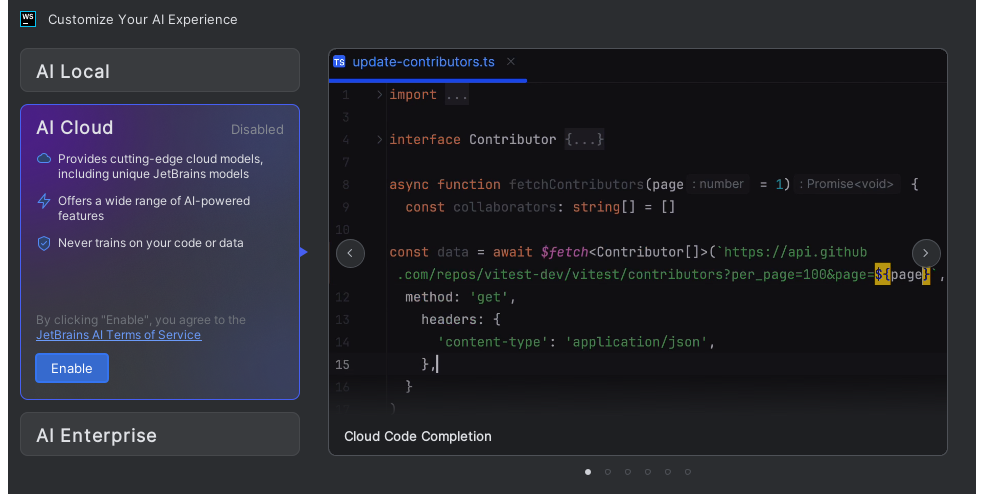 WS
Customize Your AI Experience
AI Local
AI Cloud
Disabled
Provides cutting-edge cloud models,
including unique JetBrains models
Offers a wide range of AI-powered
features
Never trains on your code or data
By clicking "Enable", you agree to the
JetBrains AI Terms of Service
Enable
AI Enterprise
TS update-contributors.ts ×
1 > import ...
3
4 > interface Contributor {...}
7
8 async function fetchContributors(page : number = 1) : Promise<void> {
9 const collaborators: string[] = []
10
const data = await $fetch<Contributor[]>(`https://api.github
.com/repos/vitest-dev/vitest/contributors?per_page=100&page=${page}`,
12 method: 'get',
13 headers: {
14 'content-type': 'application/json',
15 },
16 }
)
Cloud Code Completion